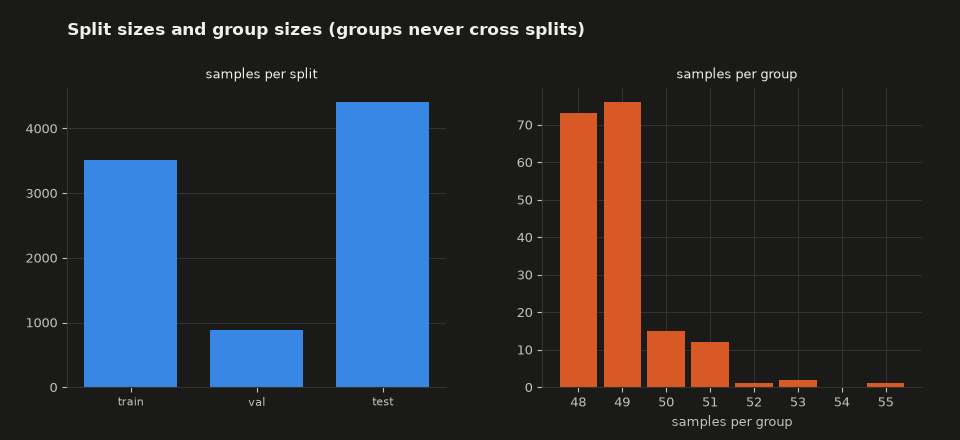 Split sizes and group sizes (groups never cross splits)
samples per split
4000
3000
2000
1000
0
train val test
samples per group
70
60
50
40
30
20
10
0
48 49 50 51 52 53 54 55
samples per group